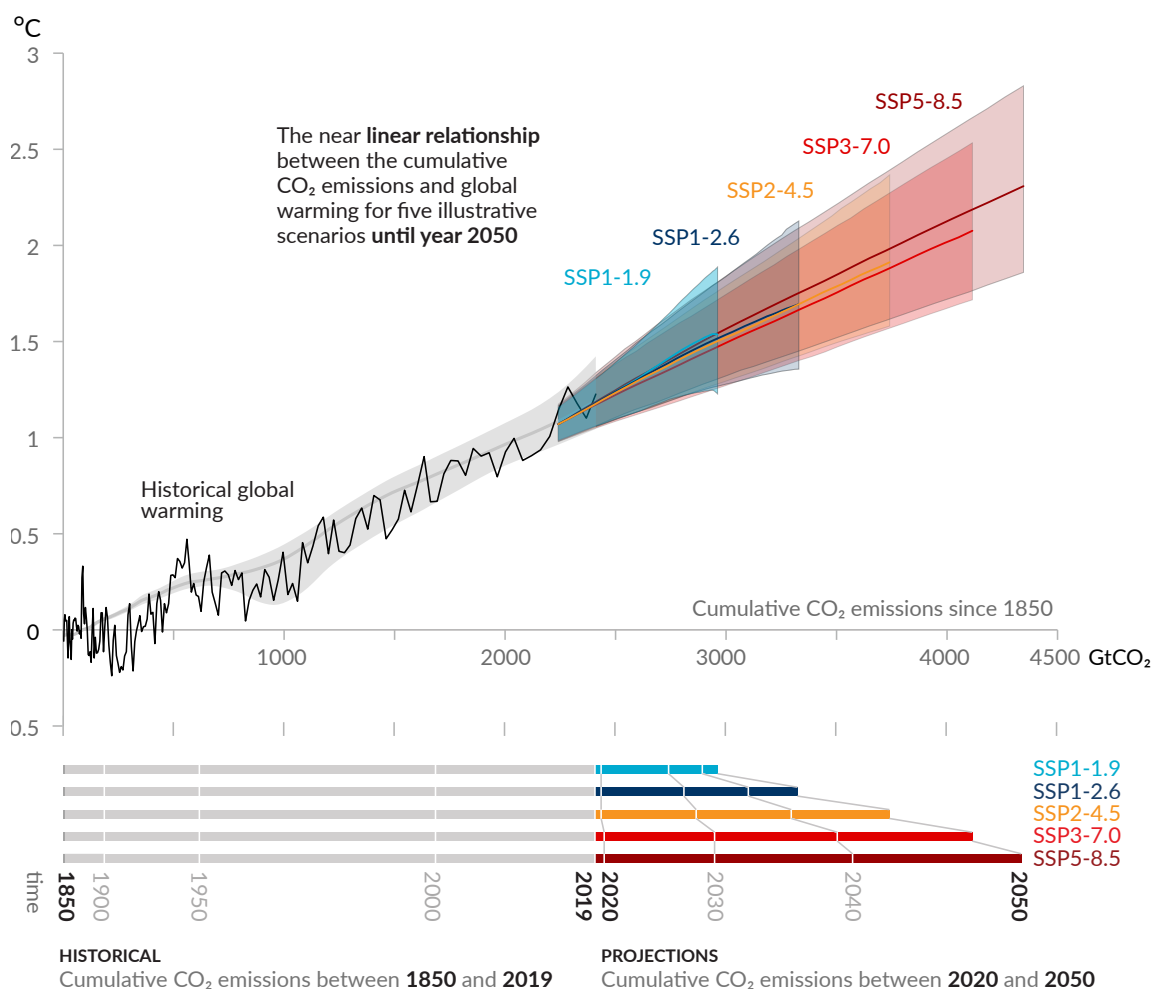 °C
3
2.5
2
1.5
1
0.5
0
0.5
The near linear relationship
between the cumulative
CO₂ emissions and global
warming for five illustrative
scenarios until year 2050
SSP5-8.5
SSP3-7.0
SSP2-4.5
SSP1-2.6
SSP1-1.9
Historical global
warming
Cumulative CO₂ emissions since 1850
1000 2000 3000 4000 4500 GtCO₂
SSP1-1.9
SSP1-2.6
SSP2-4.5
SSP3-7.0
SSP5-8.5
time 1850 1900 1950 2000 2019 2020 2030 2040 2050
HISTORICAL
Cumulative CO₂ emissions between 1850 and 2019
PROJECTIONS
Cumulative CO₂ emissions between 2020 and 2050